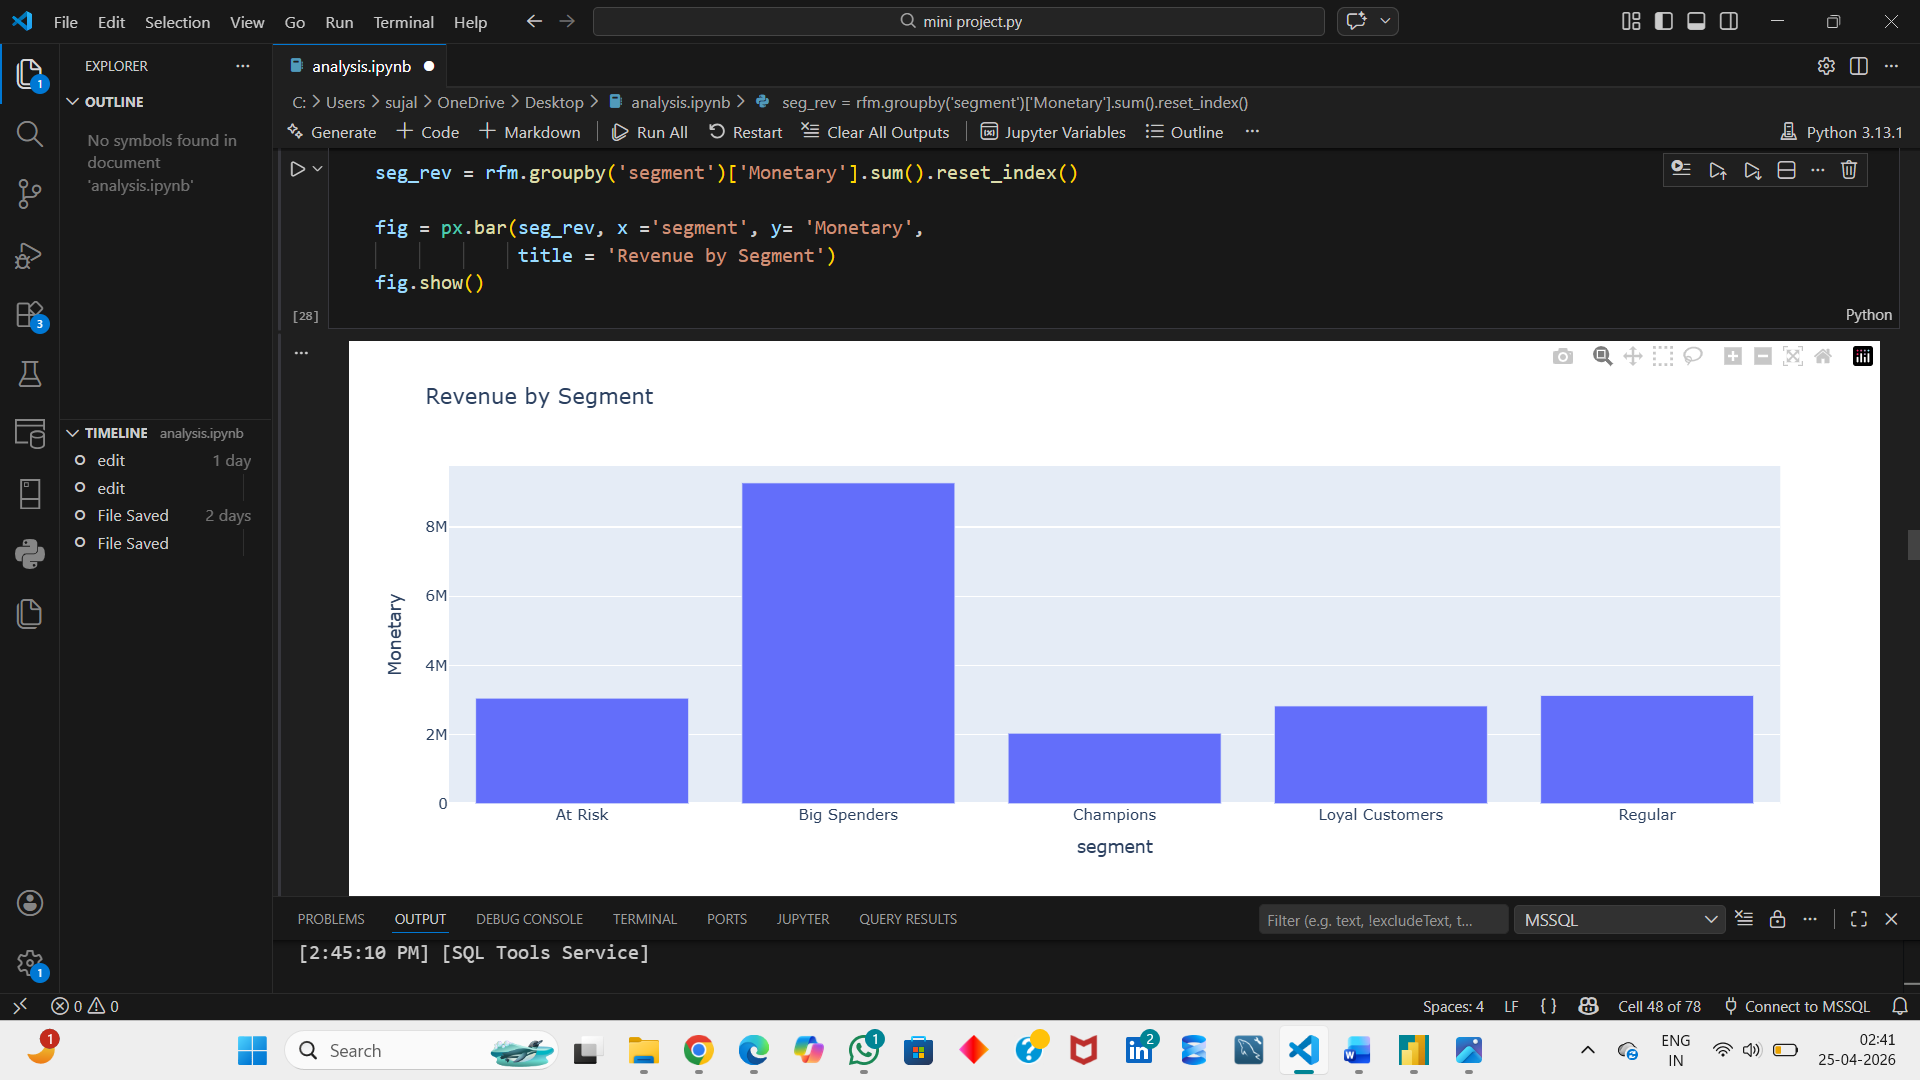 File Edit Selection View Go Run Terminal Help
mini project.py
EXPLORER
1
OUTLINE
No symbols found in
document
'analysis.ipynb'
3
TIMELINE analysis.ipynb
edit 1 day
edit
File Saved 2 days
File Saved
1
analysis.ipynb
C: > Users > sujal > OneDrive > Desktop > analysis.ipynb > seg_rev = rfm.groupby('segment')['Monetary'].sum().reset_index()
Generate + Code + Markdown Run All Restart Clear All Outputs Jupyter Variables Outline ... Python 3.13.1
seg_rev = rfm.groupby('segment')['Monetary'].sum().reset_index()
fig = px.bar(seg_rev, x ='segment', y= 'Monetary',
title = 'Revenue by Segment')
fig.show()
[28]
Python
Revenue by Segment
8M
6M
4M
2M
0
Monetary
At Risk Big Spenders Champions Loyal Customers Regular
segment
PROBLEMS OUTPUT DEBUG CONSOLE TERMINAL PORTS JUPYTER QUERY RESULTS
Filter (e.g. text, !excludeText, t...
MSSQL
[2:45:10 PM] [SQL Tools Service]
0 0
Spaces: 4 LF { } Cell 48 of 78 Connect to MSSQL
1
Search
1
2
ENG
IN
02:41
25-04-2026